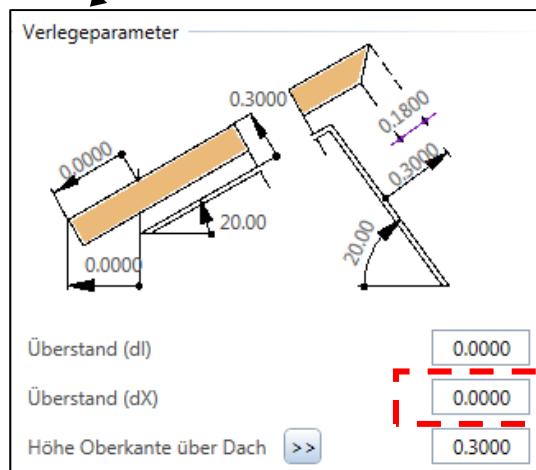 Verlegeparameter
0.3000
0.0000
0.1800
0.3000
20.00
20.00
0.0000
Überstand (dl) 0.0000
Überstand (dX) 0.0000
Höhe Oberkante über Dach >> 0.3000